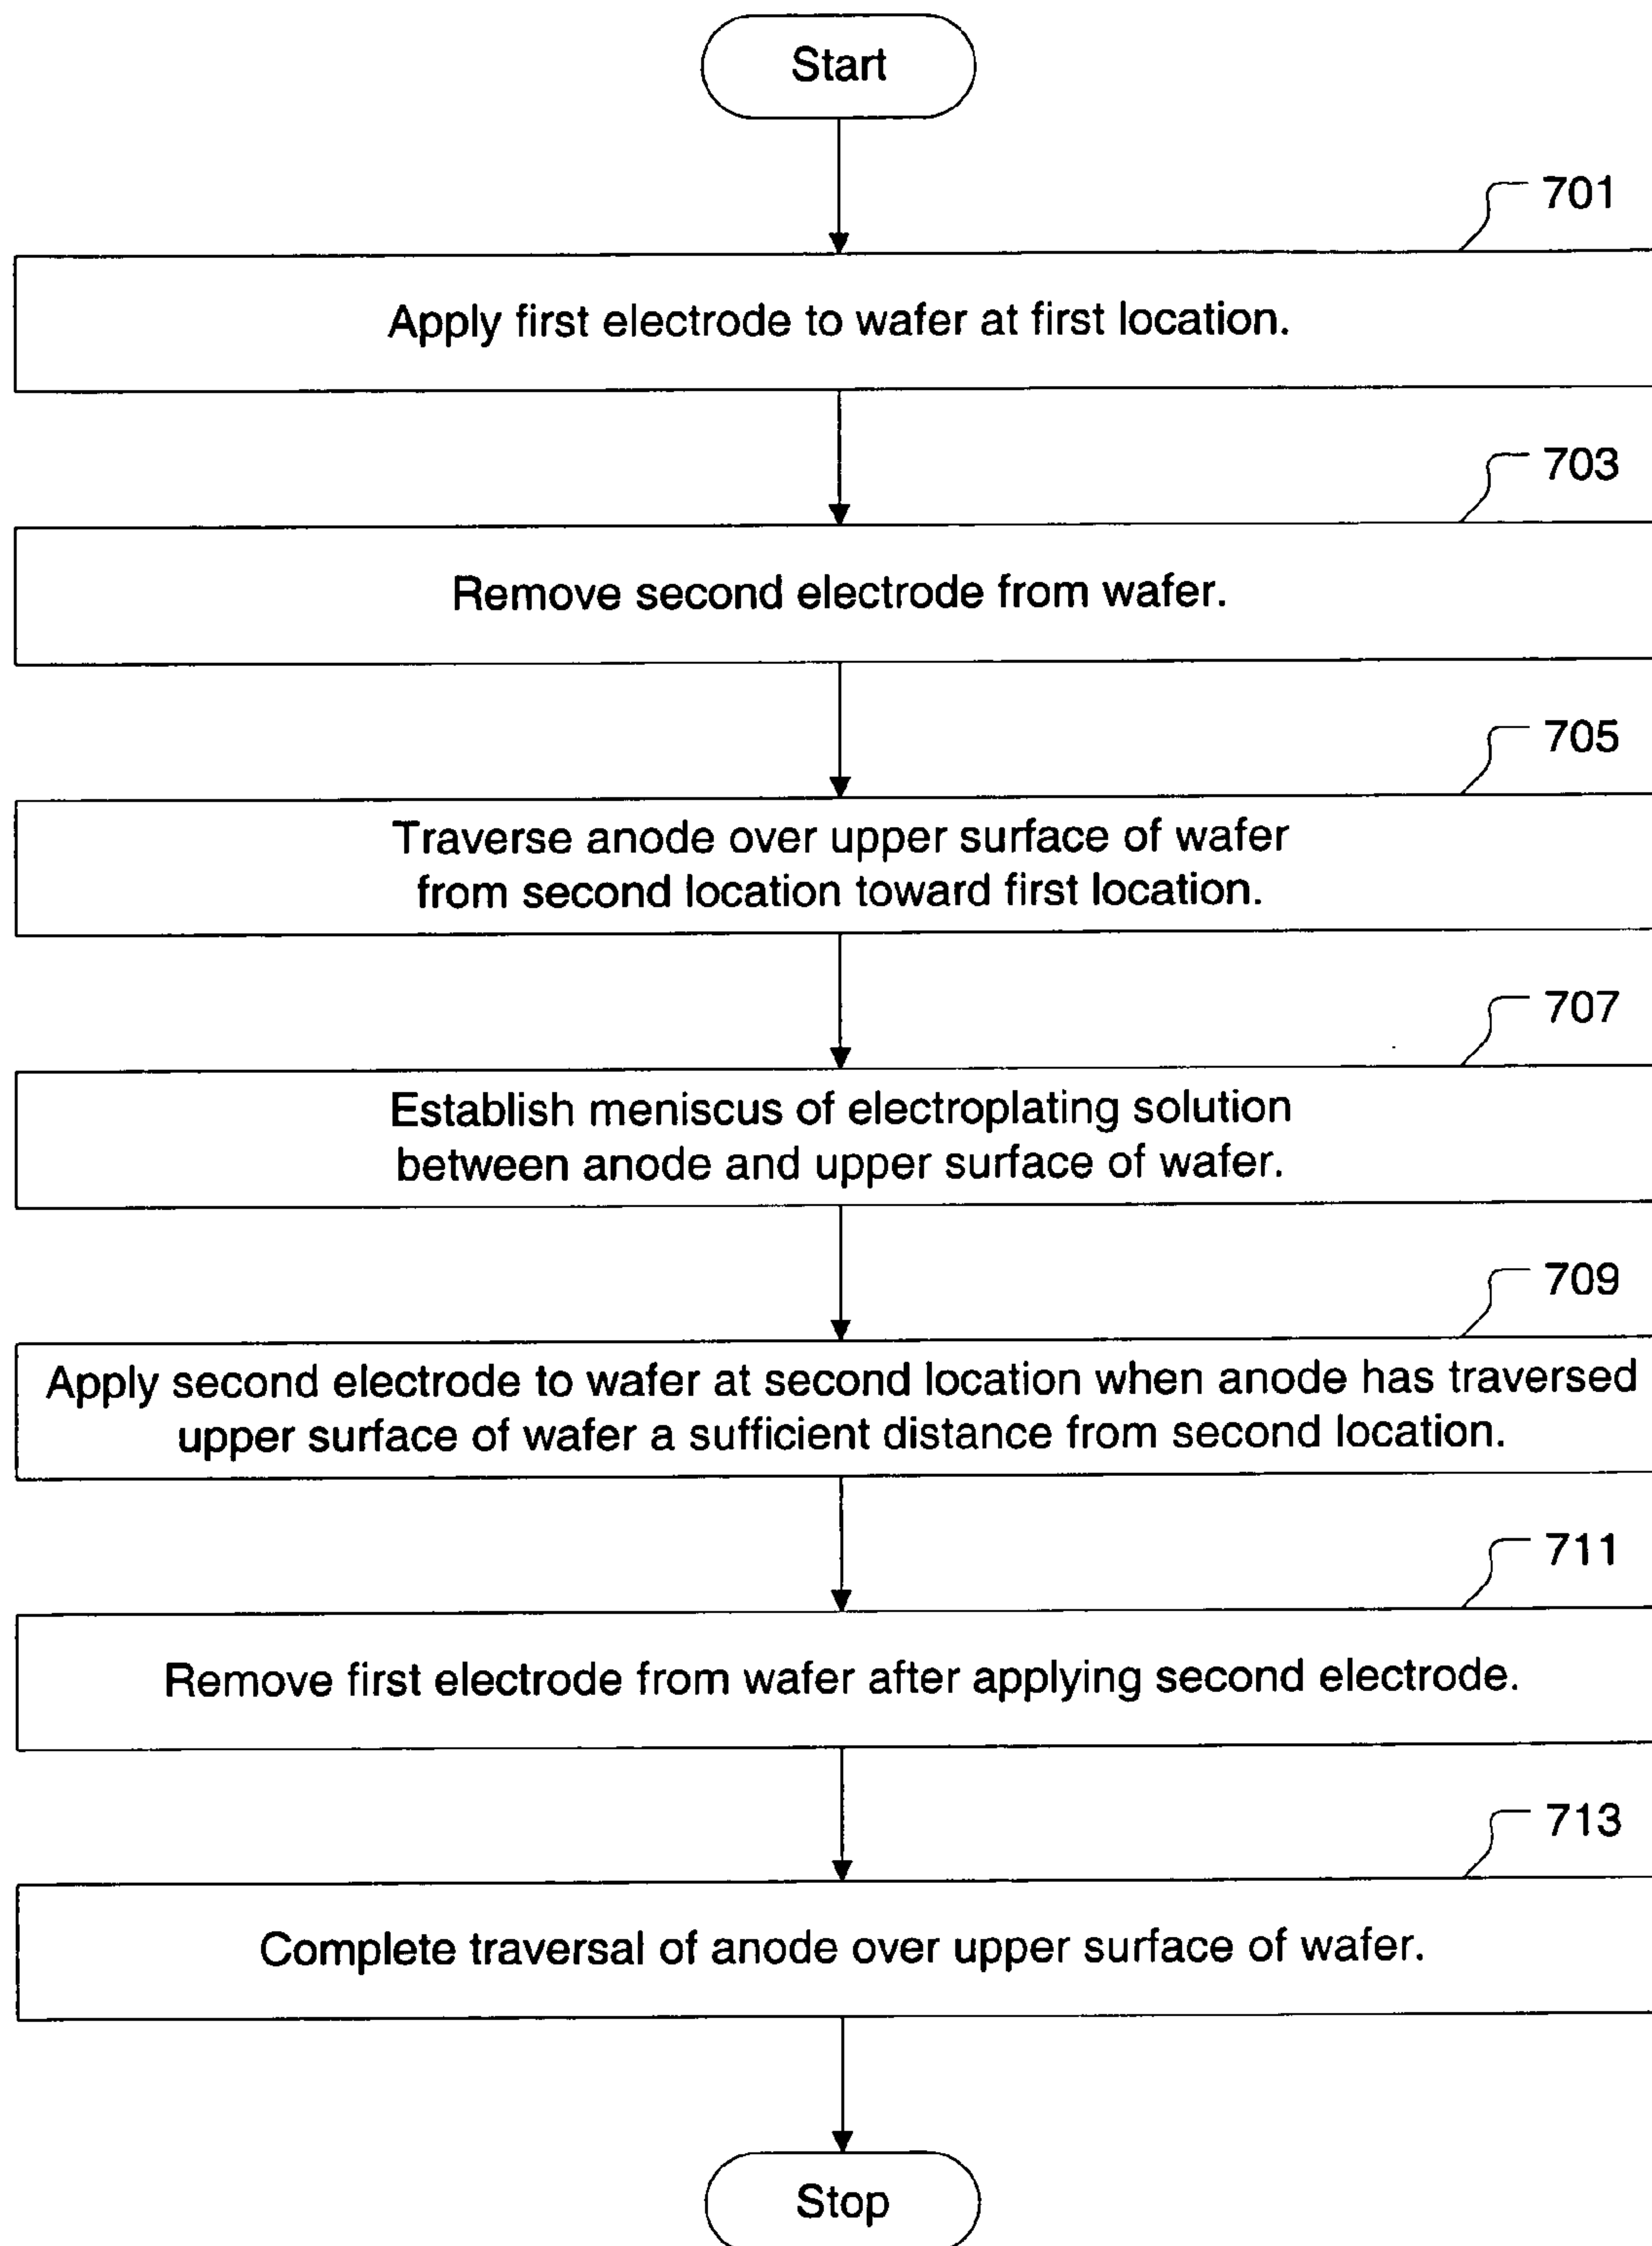 Start
701
Apply first electrode to wafer at first location.
703
Remove second electrode from wafer.
705
Traverse anode over upper surface of wafer
from second location toward first location.
707
Establish meniscus of electroplating solution
between anode and upper surface of wafer.
709
Apply second electrode to wafer at second location when anode has traversed
upper surface of wafer a sufficient distance from second location.
711
Remove first electrode from wafer after applying second electrode.
713
Complete traversal of anode over upper surface of wafer.
Stop